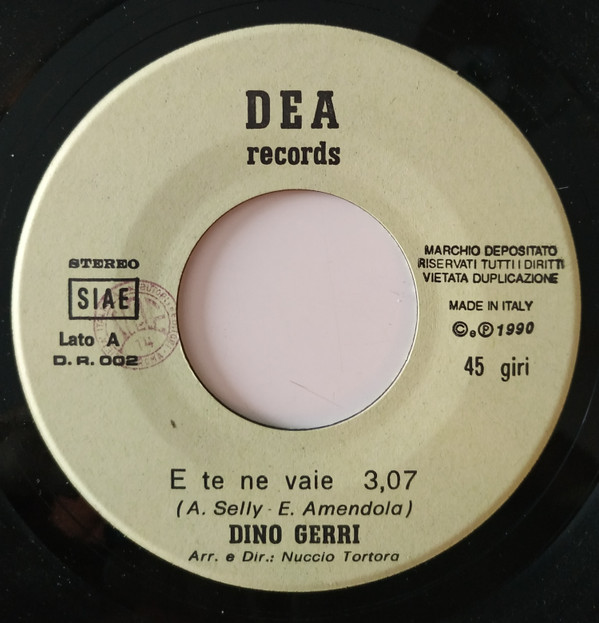 DEA
records
STEREO
SIAE
Lato A
D. R. 002
MARCHIO DEPOSITATO
RISERVATI TUTTI I DIRITTI
VIETATA DUPLICAZIONE
MADE IN ITALY
© e ℗ 1990
45 giri
E te ne vaie 3,07
(A. Selly - E. Amendola)
DINO GERRI
Arr. e Dir.: Nuccio Tortora